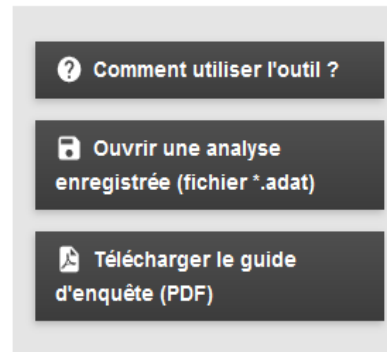 Comment utiliser l'outil ?
Ouvrir une analyse
enregistrée (fichier *.adat)
Télécharger le guide
d'enquête (PDF)